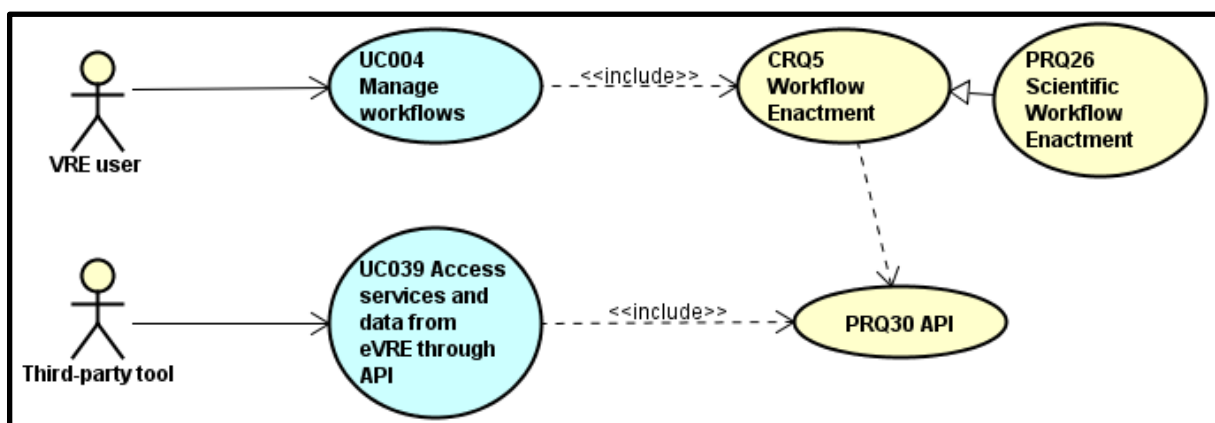 VRE user
UC004
Manage
workflows
<<include>>
CRQ5
Workflow
Enactment
PRQ26
Scientific
Workflow
Enactment
Third-party tool
UC039 Access
services and
data from
eVRE through
API
<<include>>
PRQ30 API